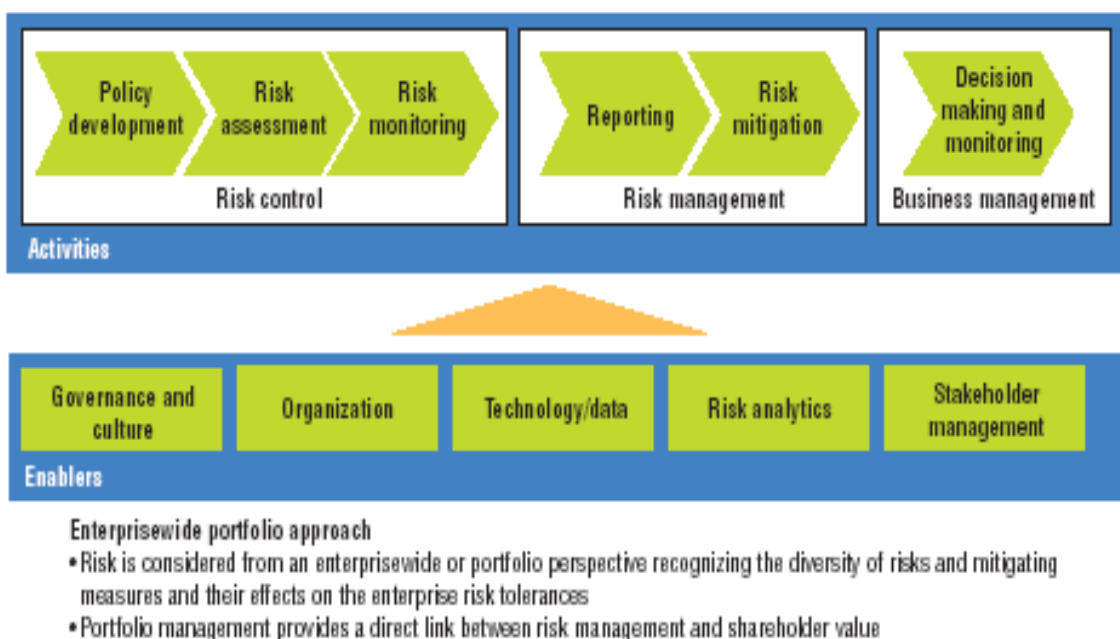 Policy
development
Risk
assessment
Risk
monitoring
Risk control
Reporting
Risk
mitigation
Risk management
Decision
making and
monitoring
Business management
Activities
Governance and
culture
Organization
Technology/data
Risk analytics
Stakeholder
management
Enablers
Enterprisewide portfolio approach
•Risk is considered from an enterprisewide or portfolio perspective recognizing the diversity of risks and mitigating
measures and their effects on the enterprise risk tolerances
•Portfolio management provides a direct link between risk management and shareholder value